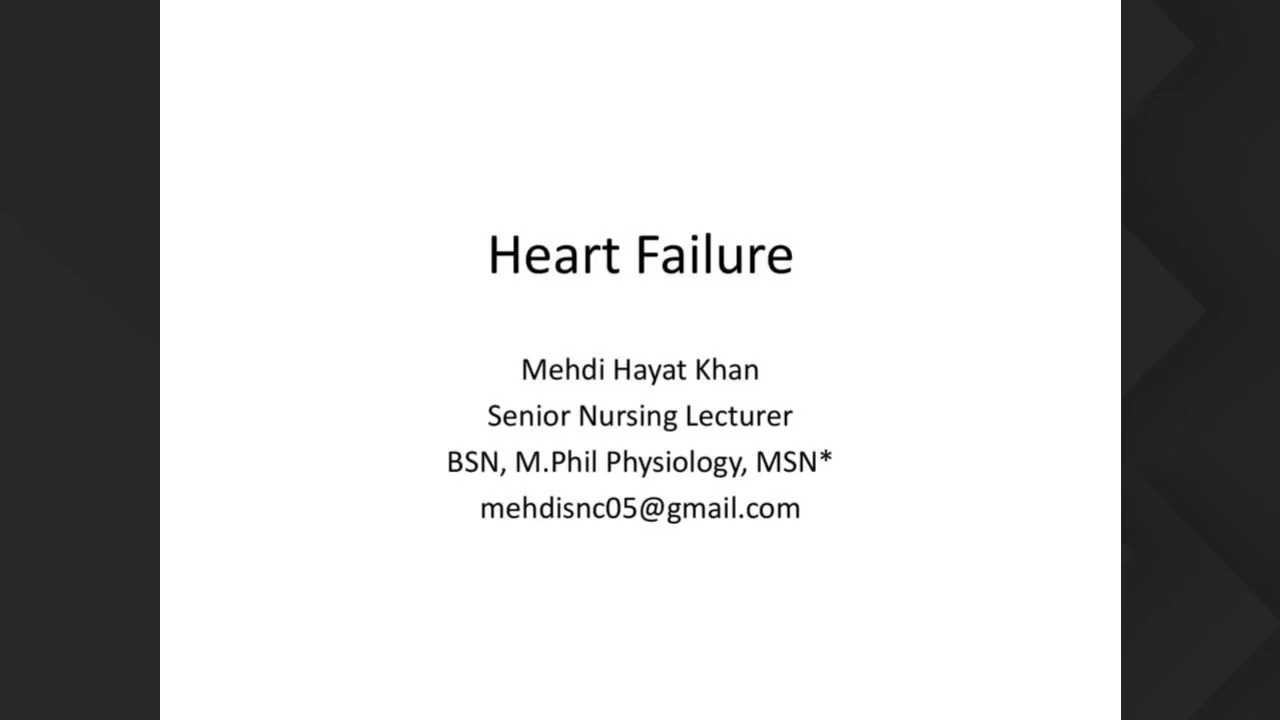 Heart Failure
Mehdi Hayat Khan
Senior Nursing Lecturer
BSN, M.Phil Physiology, MSN*
mehdisnc05@gmail.com